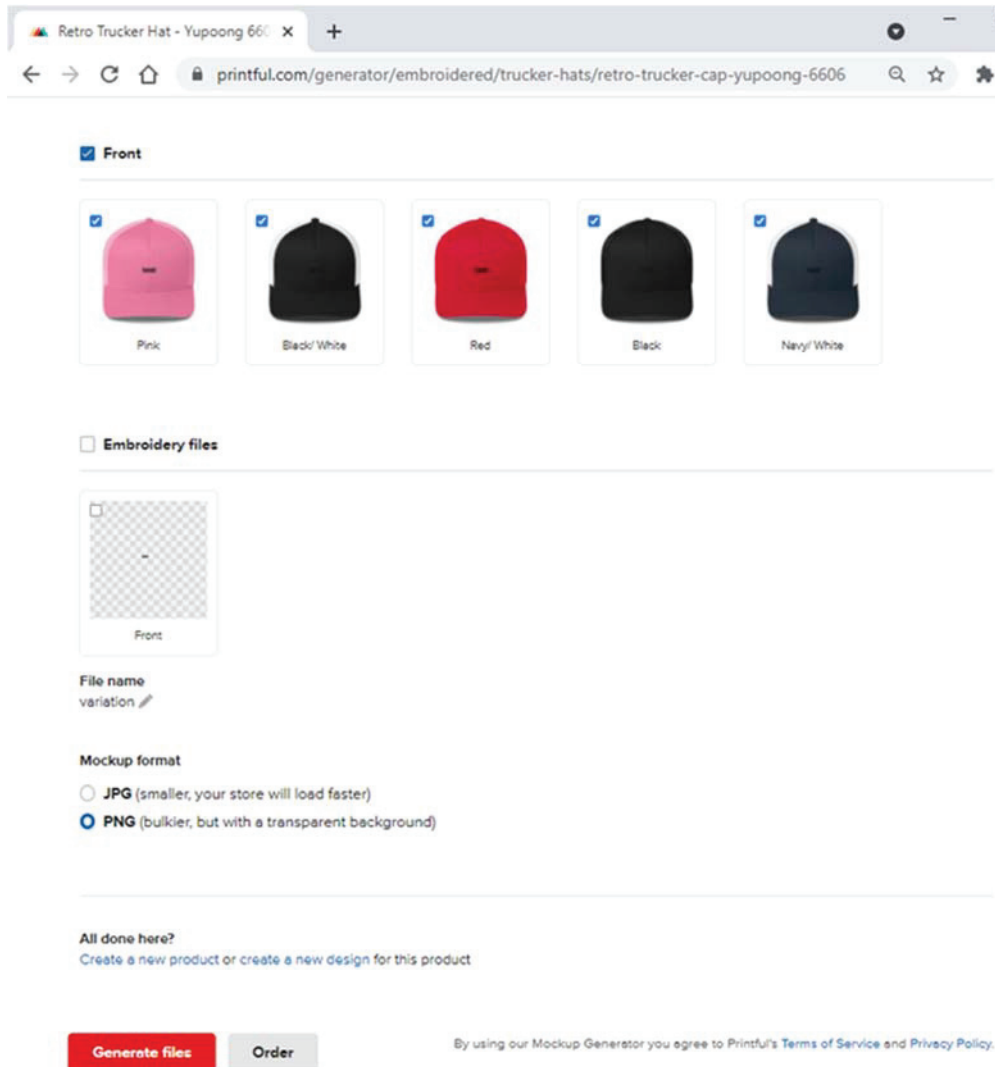 Retro Trucker Hat - Yupoong 660
printful.com/generator/embroidered/trucker-hats/retro-trucker-cap-yupoong-6606
Front
Pink
Black/ White
Red
Black
Navy/ White
Embroidery files
Front
File name
variation
Mockup format
JPG (smaller, your store will load faster)
PNG (bulkier, but with a transparent background)
All done here?
Create a new product or create a new design for this product
Generate files
Order
By using our Mockup Generator you agree to Printful's Terms of Service and Privacy Policy.